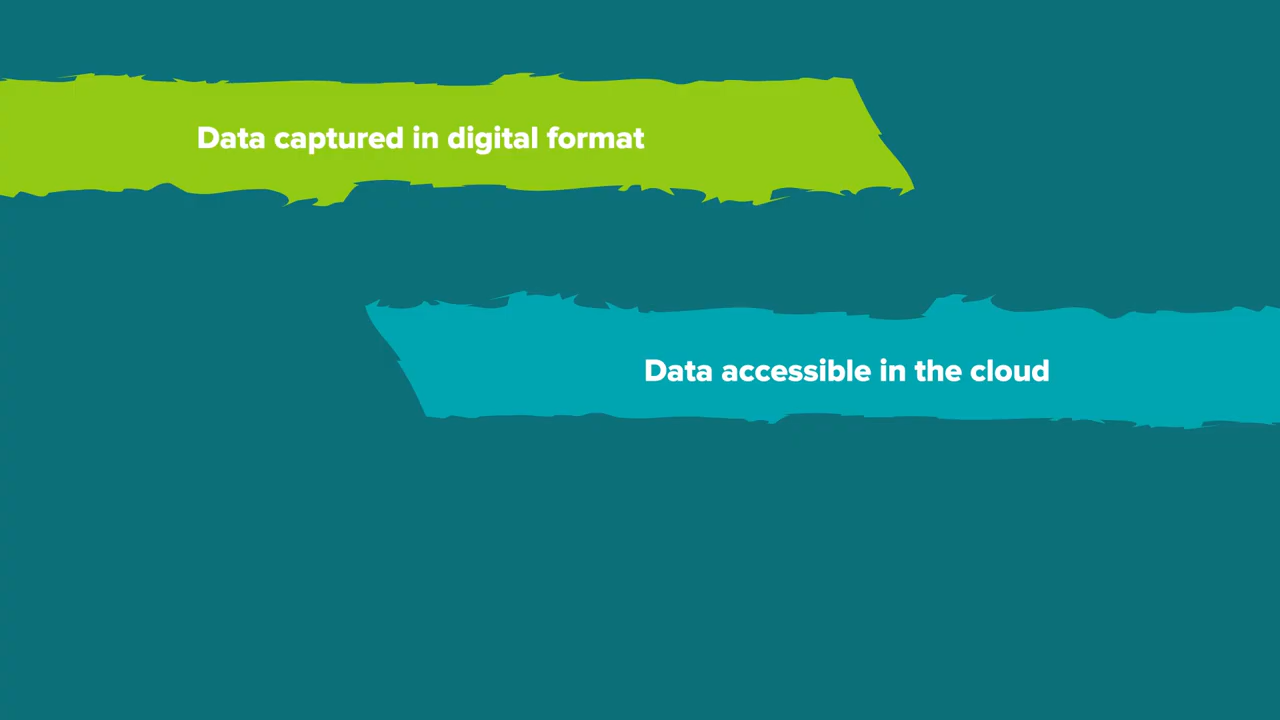 Data captured in digital format
Data accessible in the cloud